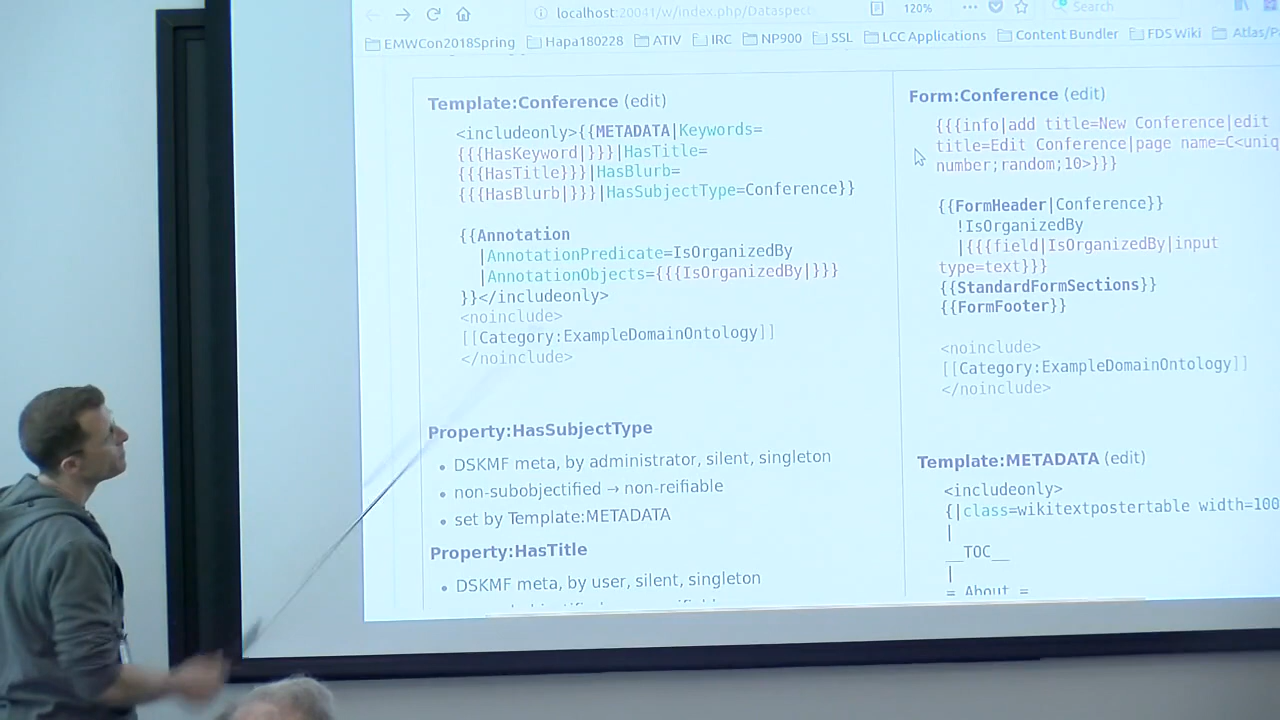 localhost:20041/w/index.php/Dataspect
120%
Search
EMWCon2018Spring
Hapa180228
ATIV
IRC
NP900
SSL
LCC Applications
Content Bundler
FDS Wiki
Template:Conference (edit)
<includeonly>{{METADATA|Keywords=
{{{HasKeyword|}}}|HasTitle=
{{{HasTitle}}}|HasBlurb=
{{{HasBlurb|}}}|HasSubjectType=Conference}}
{{Annotation
|AnnotationPredicate=IsOrganizedBy
|AnnotationObjects={{{IsOrganizedBy|}}}
}}</includeonly>
<noinclude>
[[Category:ExampleDomainOntology]]
</noinclude>
Property:HasSubjectType
• DSKMF meta, by administrator, silent, singleton
• non-subobjectified → non-reifiable
• set by Template:METADATA
Property:HasTitle
• DSKMF meta, by user, silent, singleton
Form:Conference (edit)
{{{info|add title=New Conference|edit
title=Edit Conference|page name=C<uniq
number;random;10>}}}
{{FormHeader|Conference}}
!IsOrganizedBy
|{{{field|IsOrganizedBy|input
type=text}}}
{{StandardFormSections}}
{{FormFooter}}
<noinclude>
[[Category:ExampleDomainOntology]]
</noinclude>
Template:METADATA (edit)
<includeonly>
{|class=wikitextpostertable width=100
|
__TOC__
|
= About =